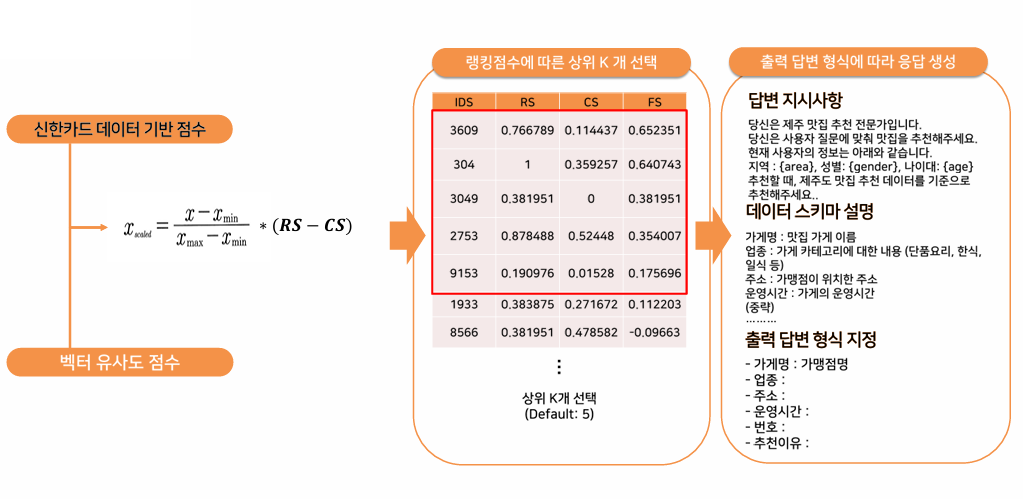 신한카드 데이터 기반 점수
x_scaled = (x − x_min) / (x_max − x_min) * (RS − CS)
벡터 유사도 점수
랭킹점수에 따른 상위 K 개 선택
IDS RS CS FS
3609 0.766789 0.114437 0.652351
304 1 0.359257 0.640743
3049 0.381951 0 0.381951
2753 0.878488 0.52448 0.354007
9153 0.190976 0.01528 0.175696
1933 0.383875 0.271672 0.112203
8566 0.381951 0.478582 -0.09663
⋮
상위 K개 선택
(Default: 5)
출력 답변 형식에 따라 응답 생성
답변 지시사항
당신은 제주 맛집 추천 전문가입니다.
당신은 사용자 질문에 맞춰 맛집을 추천해주세요.
현재 사용자의 정보는 아래와 같습니다.
지역 : {area}, 성별: {gender}, 나이대: {age}
추천할 때, 제주도 맛집 추천 데이터를 기준으로
추천해주세요..
데이터 스키마 설명
가게명 : 맛집 가게 이름
업종 : 가게 카테고리에 대한 내용 (단품요리, 한식,
일식 등)
주소 : 가맹점이 위치한 주소
운영시간 : 가게의 운영시간
(중략)
………
출력 답변 형식 지정
- 가게명 : 가맹점명
- 업종 :
- 주소 :
- 운영시간 :
- 번호 :
- 추천이유 :